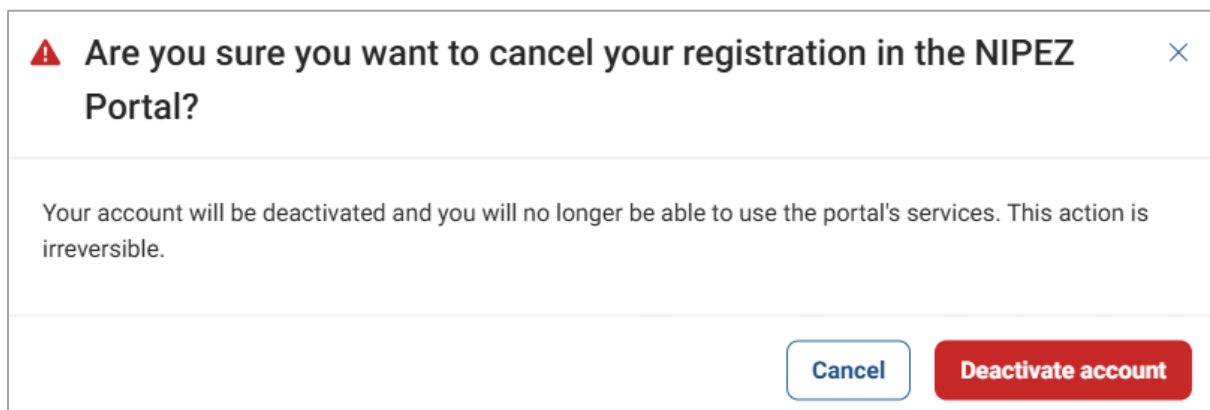 Are you sure you want to cancel your registration in the NIPEZ
Portal?
Your account will be deactivated and you will no longer be able to use the portal's services. This action is
irreversible.
Cancel
Deactivate account